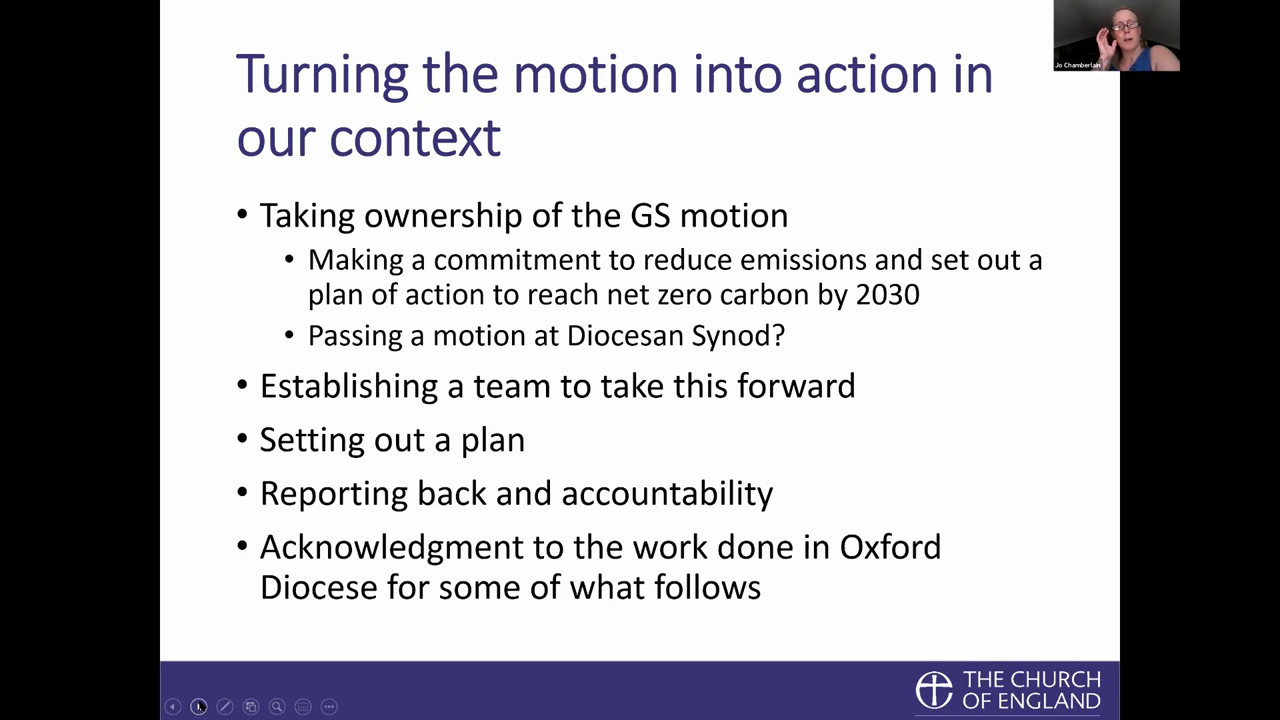 Turning the motion into action in
our context
• Taking ownership of the GS motion
• Making a commitment to reduce emissions and set out a
plan of action to reach net zero carbon by 2030
• Passing a motion at Diocesan Synod?
• Establishing a team to take this forward
• Setting out a plan
• Reporting back and accountability
• Acknowledgment to the work done in Oxford
Diocese for some of what follows
Jo Chamberlain
THE CHURCH
OF ENGLAND